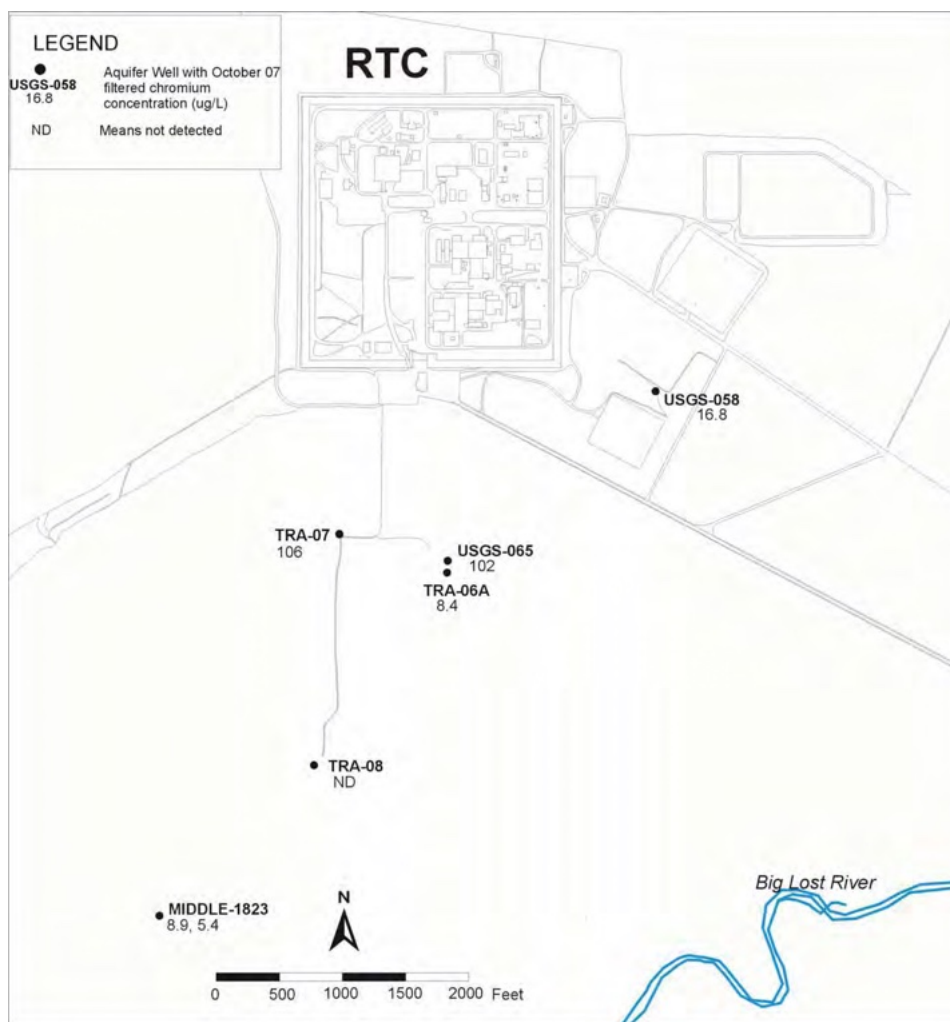 LEGEND
USGS-058
16.8
Aquifer Well with October 07
filtered chromium
concentration (ug/L)
ND Means not detected
RTC
USGS-058
16.8
TRA-07
106
USGS-065
102
TRA-06A
8.4
TRA-08
ND
MIDDLE-1823
8.9, 5.4
N
Big Lost River
0 500 1000 1500 2000 Feet